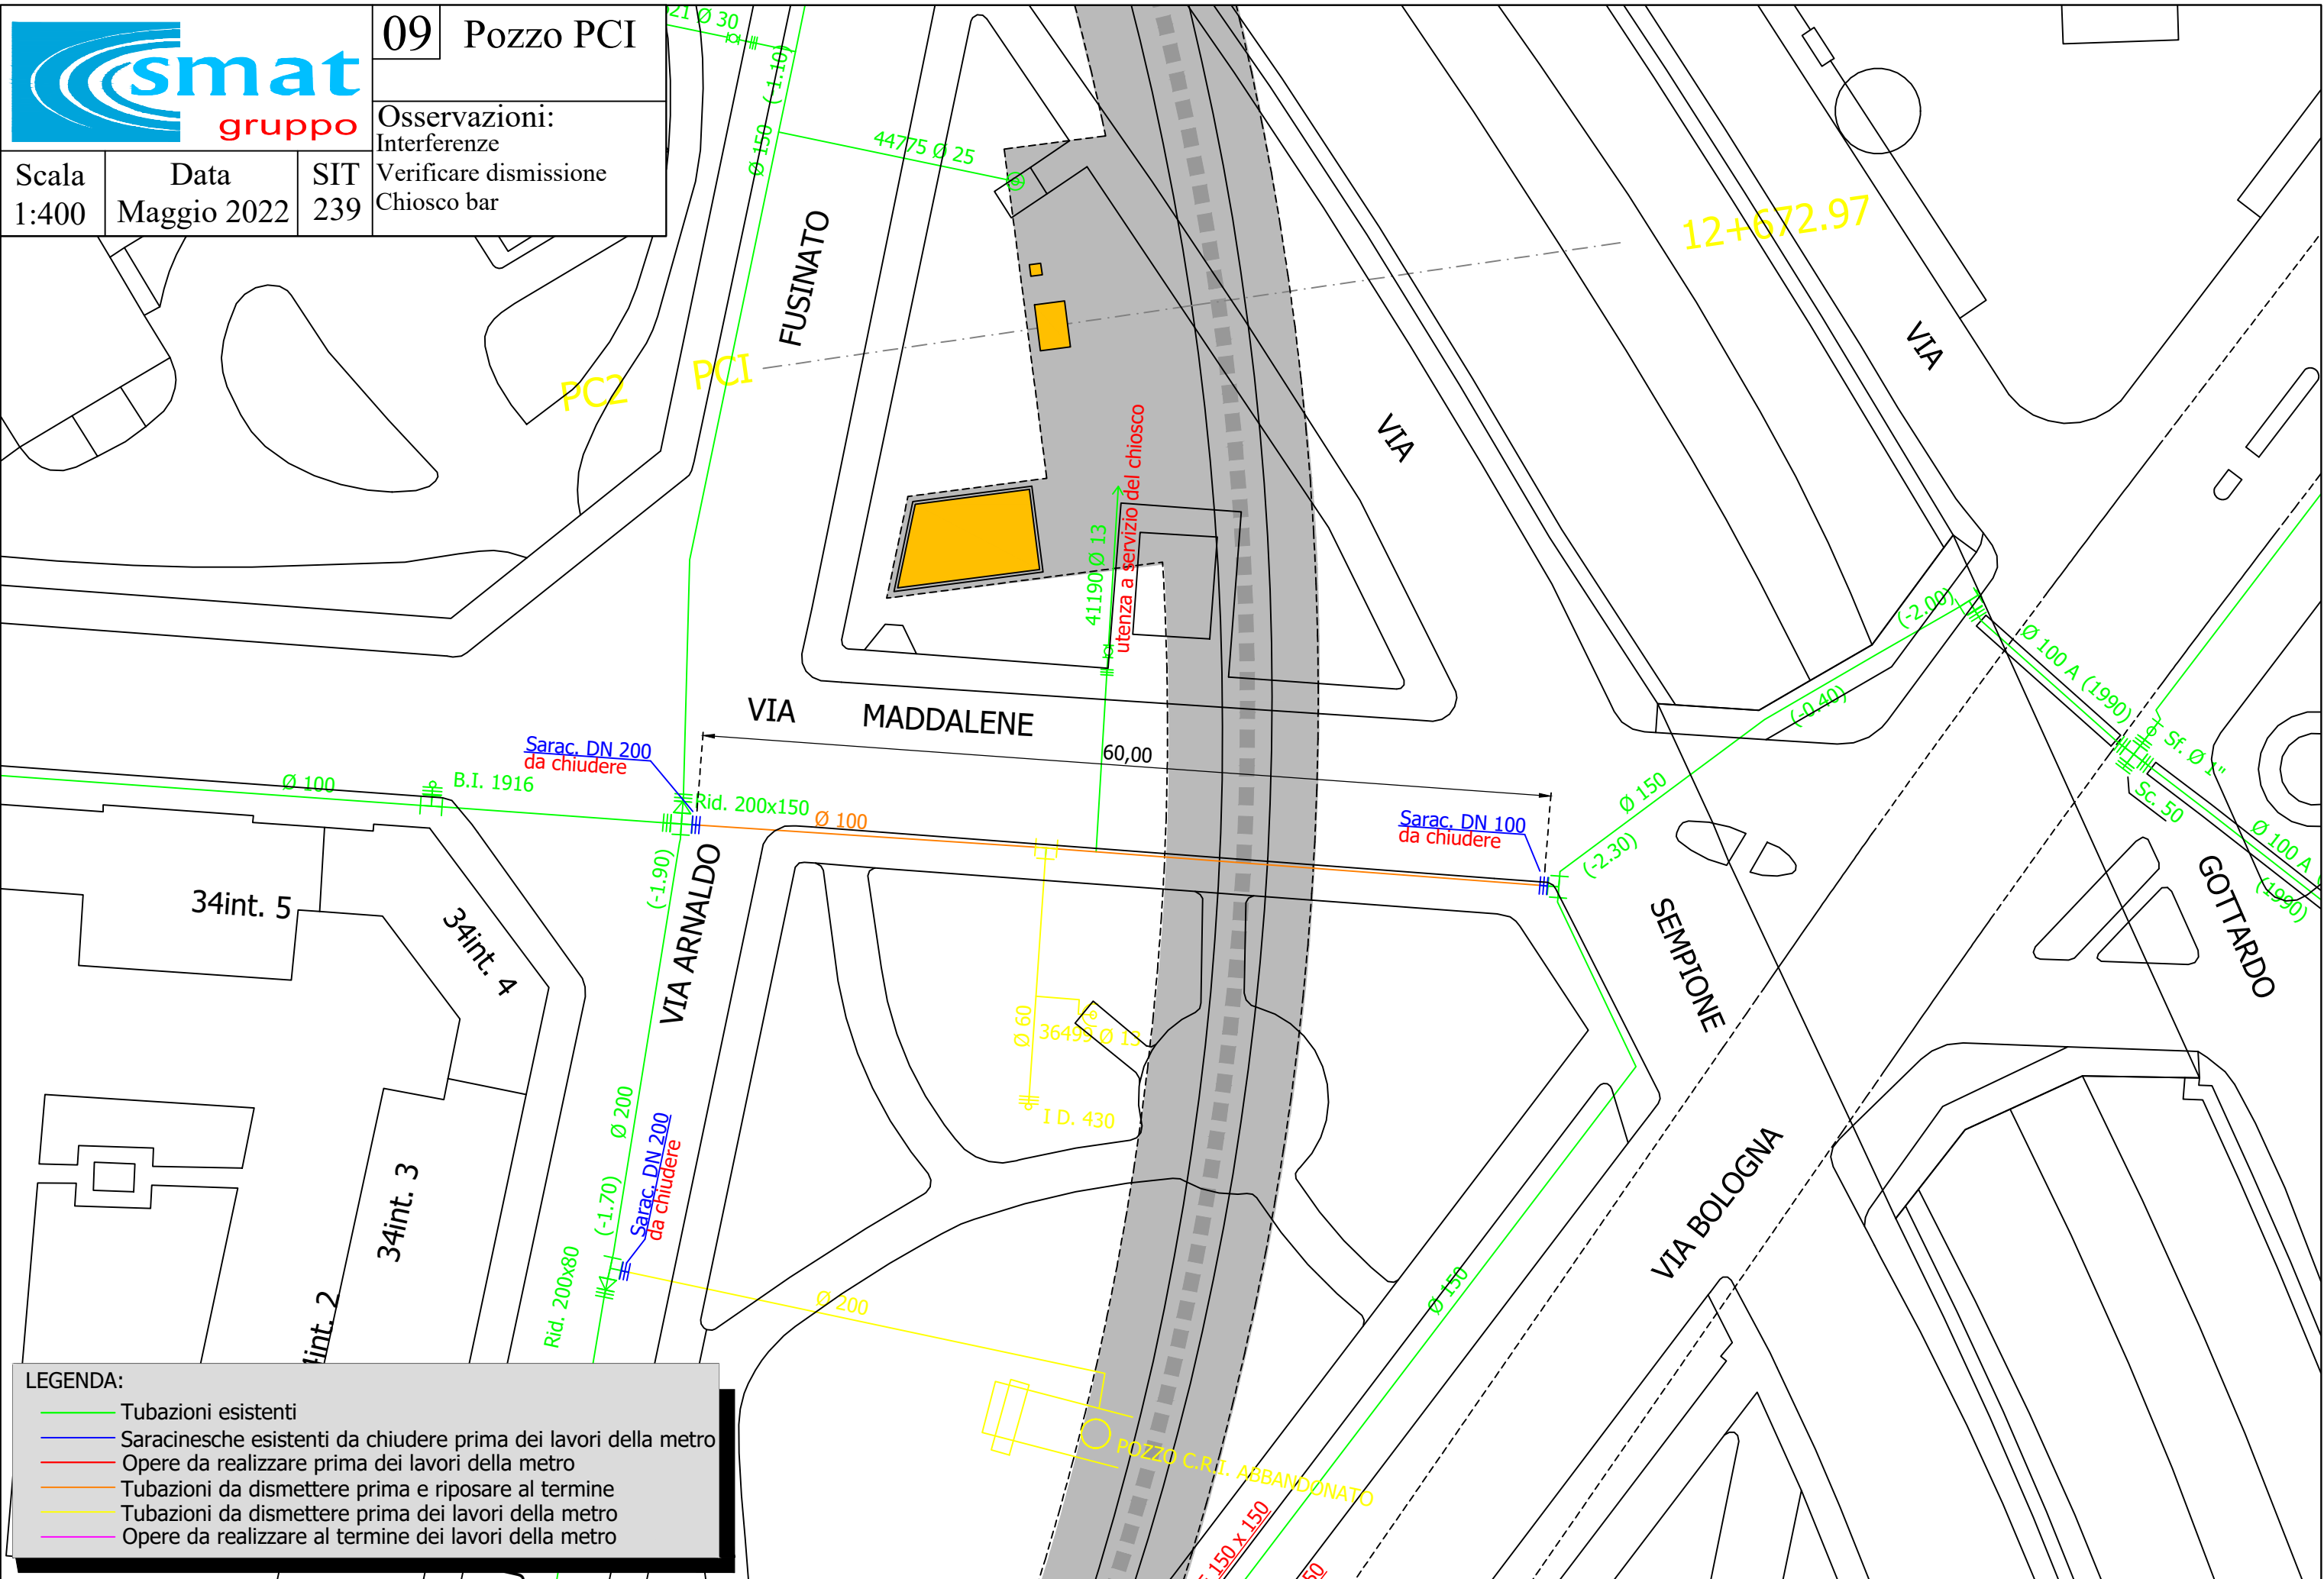 smat
gruppo
09 Pozzo PCI
Osservazioni:
Interferenze
Verificare dismissione
Chiosco bar
Scala
1:400
Data
Maggio 2022
SIT
239
Ø 30
(-1.10)
Ø 150
44775 Ø 25
FUSINATO
12+672.97
PC2
PCI
VIA
VIA
41190 Ø 13
utenza a servizio del chiosco
VIA MADDALENE
60,00
Sarac. DN 200
da chiudere
Ø 100
B.I. 1916
Rid. 200x150
Ø 100
Sarac. DN 100
da chiudere
(-2.00)
(-0.40)
Ø 150
(-2.30)
Ø 100 A (1990)
Sf. Ø 1"
Sc. 50
Ø 100 A
(1990)
GOTTARDO
SEMPIONE
VIA BOLOGNA
(-1.90)
VIA ARNALDO
34int. 5
34int. 4
34int. 3
Ø 200
(-1.70)
Sarac. DN 200
da chiudere
Rid. 200x80
Ø 60
36495 Ø 13
I D. 430
Ø 200
POZZO C.R.I. ABBANDONATO
Ø 150
150 x 150
LEGENDA:
Tubazioni esistenti
Saracinesche esistenti da chiudere prima dei lavori della metro
Opere da realizzare prima dei lavori della metro
Tubazioni da dismettere prima e riposare al termine
Tubazioni da dismettere prima dei lavori della metro
Opere da realizzare al termine dei lavori della metro